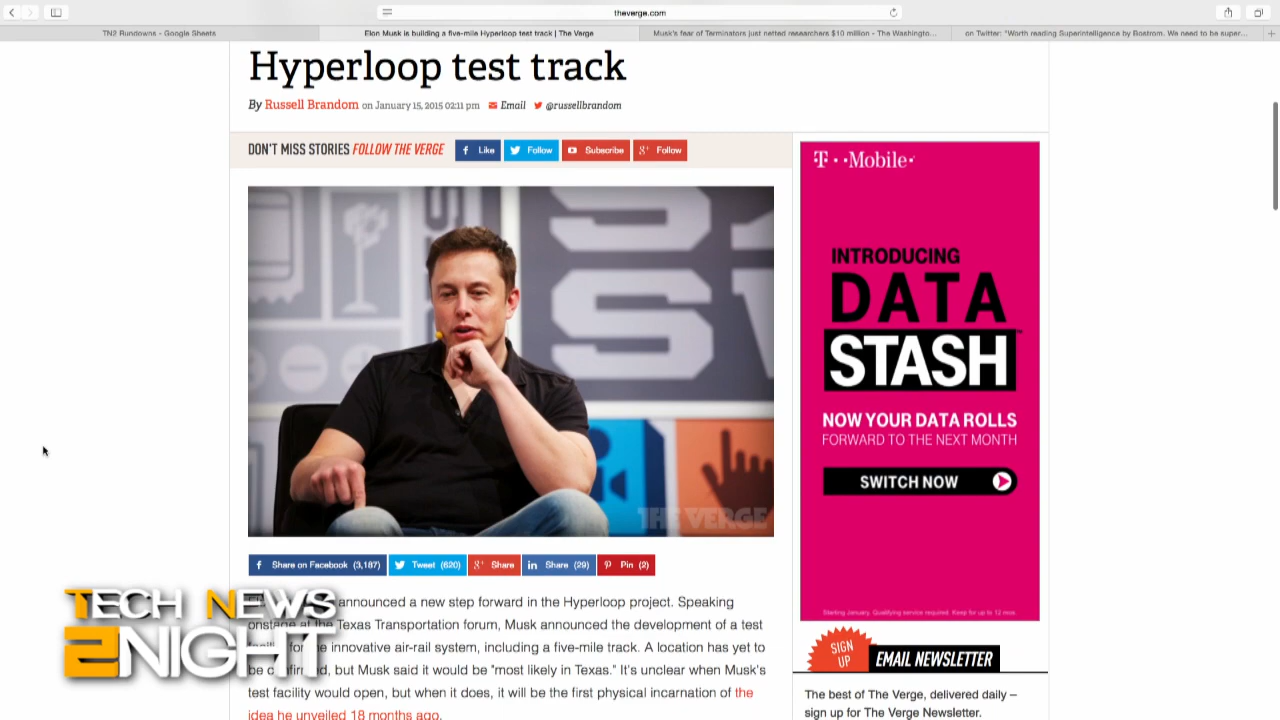 theverge.com
TN2 Rundowns - Google Sheets
Elon Musk is building a five-mile Hyperloop test track | The Verge
Musk's fear of Terminators just netted researchers $10 million - The Washingto...
on Twitter: "Worth reading Superintelligence by Bostrom. We need to be super...
Hyperloop test track
By Russell Brandom on January 15, 2015 02:11 pm Email @russellbrandom
DON'T MISS STORIES FOLLOW THE VERGE
Like
Follow
Subscribe
Follow
T··Mobile·
INTRODUCING
DATA
STASH
NOW YOUR DATA ROLLS
FORWARD TO THE NEXT MONTH
SWITCH NOW
Starting January. Qualifying service required. Keep for up to 12 mos.
THE VERGE
Share on Facebook (3,187)
Tweet (620)
Share
Share (29)
Pin (2)
announced a new step forward in the Hyperloop project. Speaking
onstage at the Texas Transportation forum, Musk announced the development of a test
innovative air-rail system, including a five-mile track. A location has yet to
be confirmed, but Musk said it would be "most likely in Texas." It's unclear when Musk's
test facility would open, but when it does, it will be the first physical incarnation of the
idea he unveiled 18 months ago.
TECH NEWS
2NIGHT
SIGN
UP
EMAIL NEWSLETTER
The best of The Verge, delivered daily –
sign up for The Verge Newsletter.